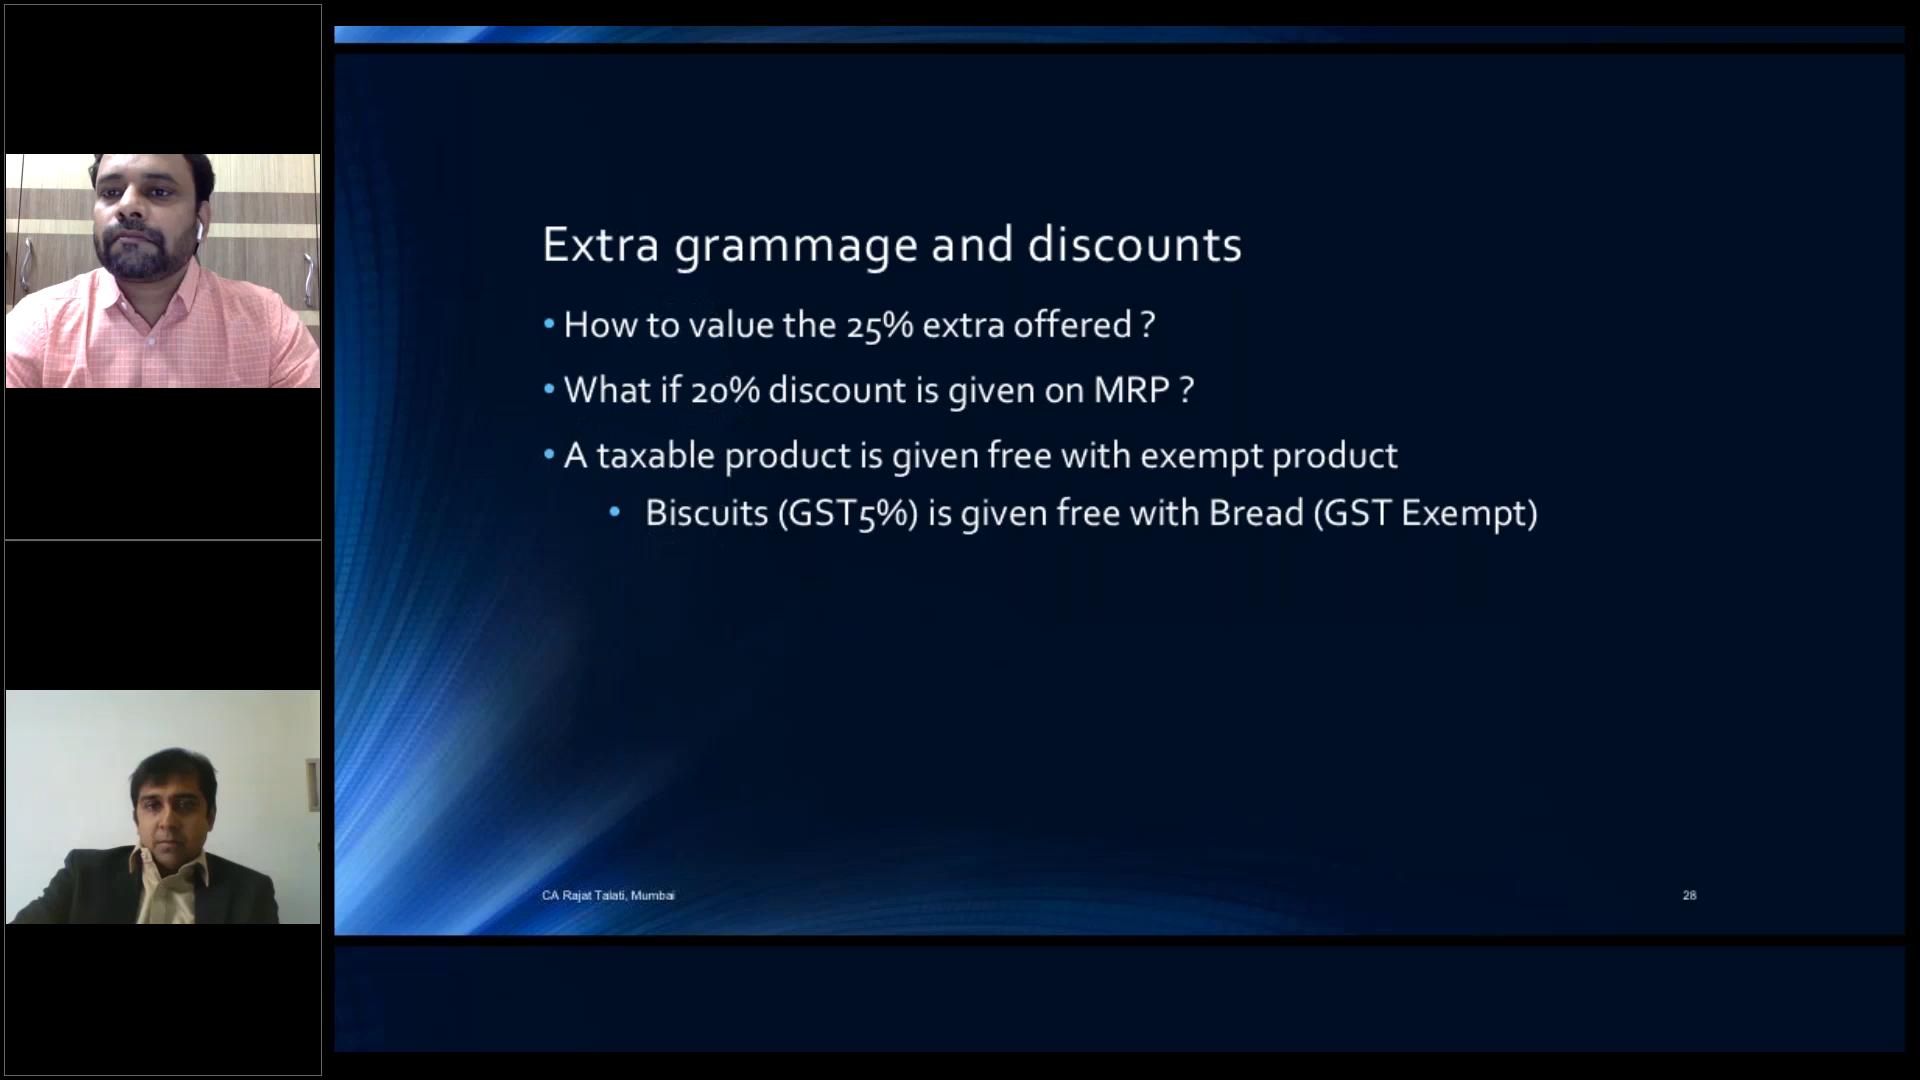 Extra grammage and discounts
• How to value the 25% extra offered ?
• What if 20% discount is given on MRP ?
• A taxable product is given free with exempt product
• Biscuits (GST5%) is given free with Bread (GST Exempt)
CA Rajat Talati, Mumbai
28